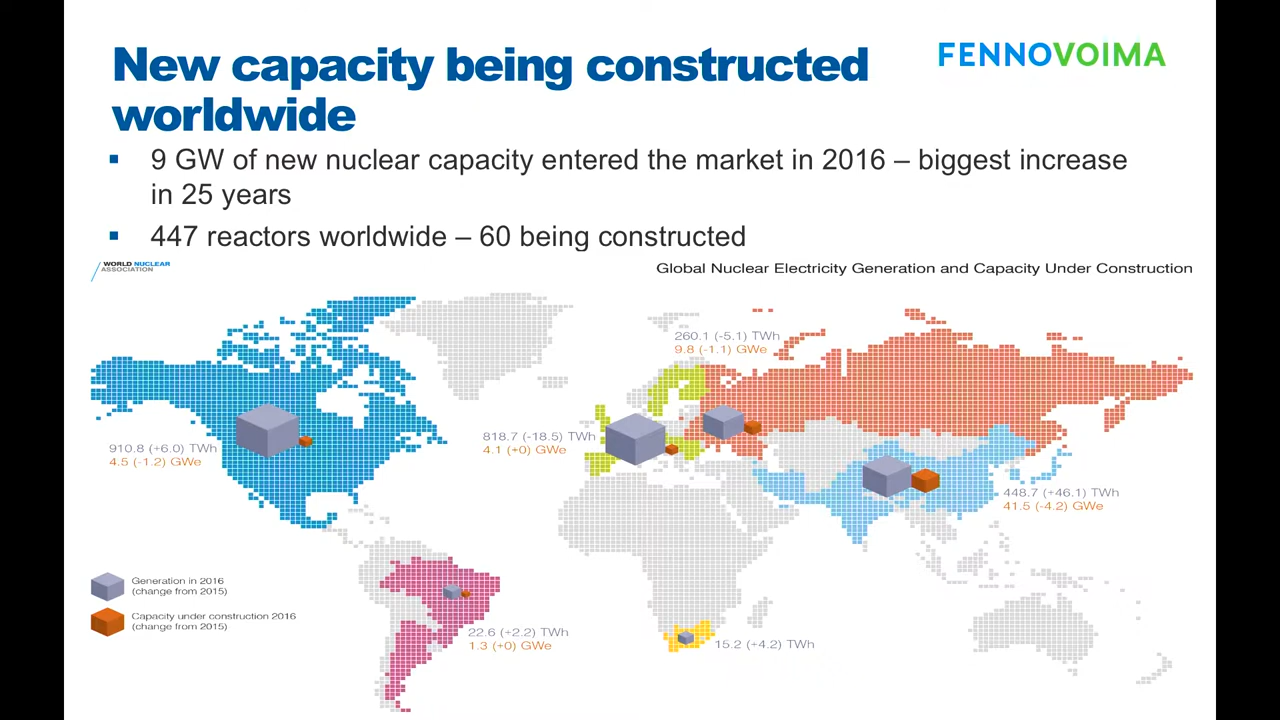 New capacity being constructed
worldwide
FENNOVOIMA
▪ 9 GW of new nuclear capacity entered the market in 2016 – biggest increase
in 25 years
▪ 447 reactors worldwide – 60 being constructed
WORLD NUCLEAR
ASSOCIATION
Global Nuclear Electricity Generation and Capacity Under Construction
260.1 (-5.1) TWh
9.8 (-1.1) GWe
910.8 (+6.0) TWh
4.5 (-1.2) GWe
818.7 (-18.5) TWh
4.1 (+0) GWe
448.7 (+46.1) TWh
41.5 (-4.2) GWe
Generation in 2016
(change from 2015)
Capacity under construction 2016
(change from 2015)
22.6 (+2.2) TWh
1.3 (+0) GWe
15.2 (+4.2) TWh